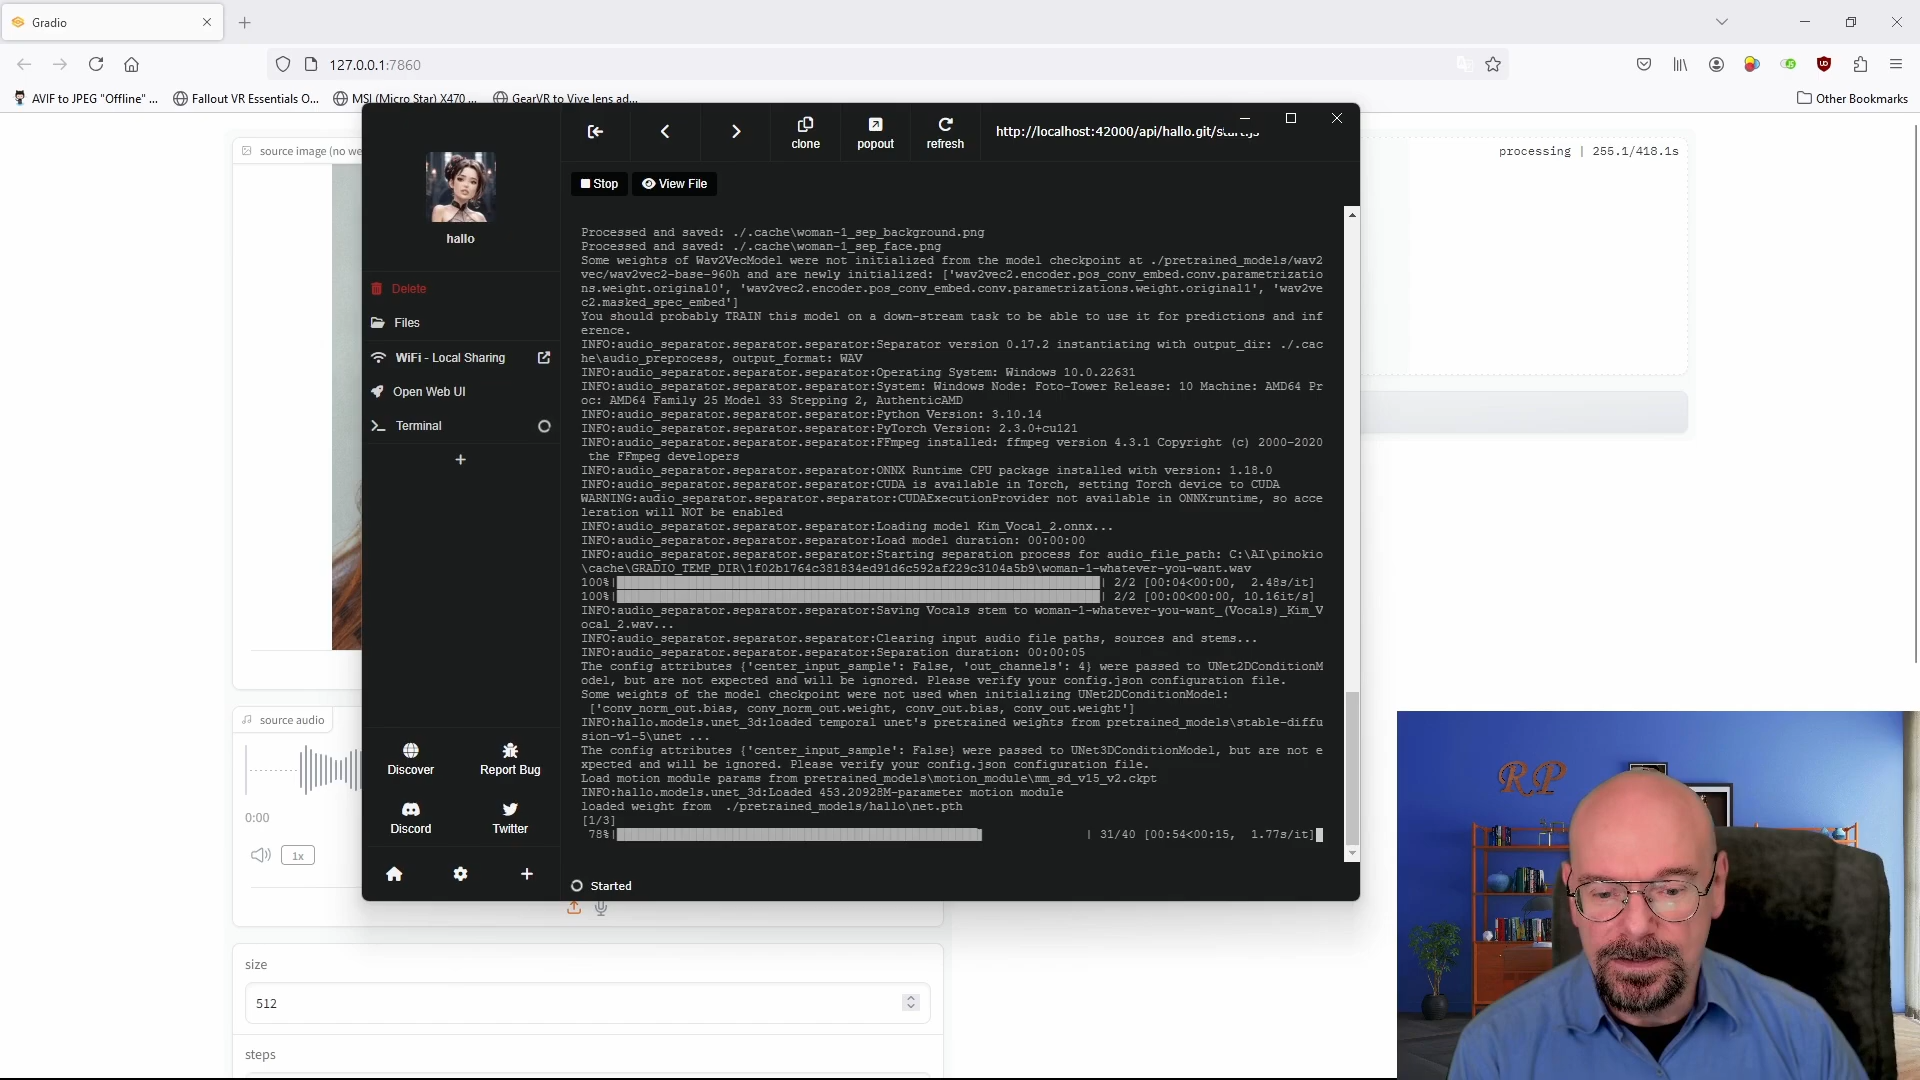 Gradio
127.0.0.1:7860
AVIF to JPEG "Offline" ...
Fallout VR Essentials O...
MSI (Micro Star) X470 ...
GearVR to Vive lens ad...
Other Bookmarks
source image (no we
processing | 255.1/418.1s
clone
popout
refresh
http://localhost:42000/api/hallo.git/start.js
Stop
View File
hallo
Delete
Files
WiFi - Local Sharing
Open Web UI
Terminal
Discover
Report Bug
Discord
Twitter
Processed and saved: ./.cache\woman-1_sep_background.png
Processed and saved: ./.cache\woman-1_sep_face.png
Some weights of Wav2VecModel were not initialized from the model checkpoint at ./pretrained_models/wav2
vec/wav2vec2-base-960h and are newly initialized: ['wav2vec2.encoder.pos_conv_embed.conv.parametrizatio
ns.weight.original0', 'wav2vec2.encoder.pos_conv_embed.conv.parametrizations.weight.original1', 'wav2ve
c2.masked_spec_embed']
You should probably TRAIN this model on a down-stream task to be able to use it for predictions and inf
erence.
INFO:audio_separator.separator.separator:Separator version 0.17.2 instantiating with output_dir: ./.cac
he\audio_preprocess, output_format: WAV
INFO:audio_separator.separator.separator:Operating System: Windows 10.0.22631
INFO:audio_separator.separator.separator:System: Windows Node: Foto-Tower Release: 10 Machine: AMD64 Pr
oc: AMD64 Family 25 Model 33 Stepping 2, AuthenticAMD
INFO:audio_separator.separator.separator:Python Version: 3.10.14
INFO:audio_separator.separator.separator:PyTorch Version: 2.3.0+cu121
INFO:audio_separator.separator.separator:FFmpeg installed: ffmpeg version 4.3.1 Copyright (c) 2000-2020
the FFmpeg developers
INFO:audio_separator.separator.separator:ONNX Runtime CPU package installed with version: 1.18.0
INFO:audio_separator.separator.separator:CUDA is available in Torch, setting Torch device to CUDA
WARNING:audio_separator.separator.separator:CUDAExecutionProvider not available in ONNXruntime, so acce
leration will NOT be enabled
INFO:audio_separator.separator.separator:Loading model Kim_Vocal_2.onnx...
INFO:audio_separator.separator.separator:Load model duration: 00:00:00
INFO:audio_separator.separator.separator:Starting separation process for audio_file_path: C:\AI\pinokio
\cache\GRADIO_TEMP_DIR\1f02b1764c381834ed91d6c592af229c3104a5b9\woman-1-whatever-you-want.wav
100%| | 2/2 [00:04<00:00, 2.48s/it]
100%| | 2/2 [00:00<00:00, 10.16it/s]
INFO:audio_separator.separator.separator:Saving Vocals stem to woman-1-whatever-you-want_(Vocals)_Kim_V
ocal_2.wav...
INFO:audio_separator.separator.separator:Clearing input audio file paths, sources and stems...
INFO:audio_separator.separator.separator:Separation duration: 00:00:05
The config attributes {'center_input_sample': False, 'out_channels': 4} were passed to UNet2DConditionM
odel, but are not expected and will be ignored. Please verify your config.json configuration file.
Some weights of the model checkpoint were not used when initializing UNet2DConditionModel:
['conv_norm_out.bias, conv_norm_out.weight, conv_out.bias, conv_out.weight']
INFO:hallo.models.unet_3d:loaded temporal unet's pretrained weights from pretrained_models\stable-diffu
sion-v1-5\unet ...
The config attributes {'center_input_sample': False} were passed to UNet3DConditionModel, but are not e
xpected and will be ignored. Please verify your config.json configuration file.
Load motion module params from pretrained_models\motion_module\mm_sd_v15_v2.ckpt
INFO:hallo.models.unet_3d:Loaded 453.20928M-parameter motion module
loaded weight from ./pretrained_models/hallo\net.pth
[1/3]
78%| | 31/40 [00:54<00:15, 1.77s/it]
Started
source audio
0:00
1x
size
512
steps
RP